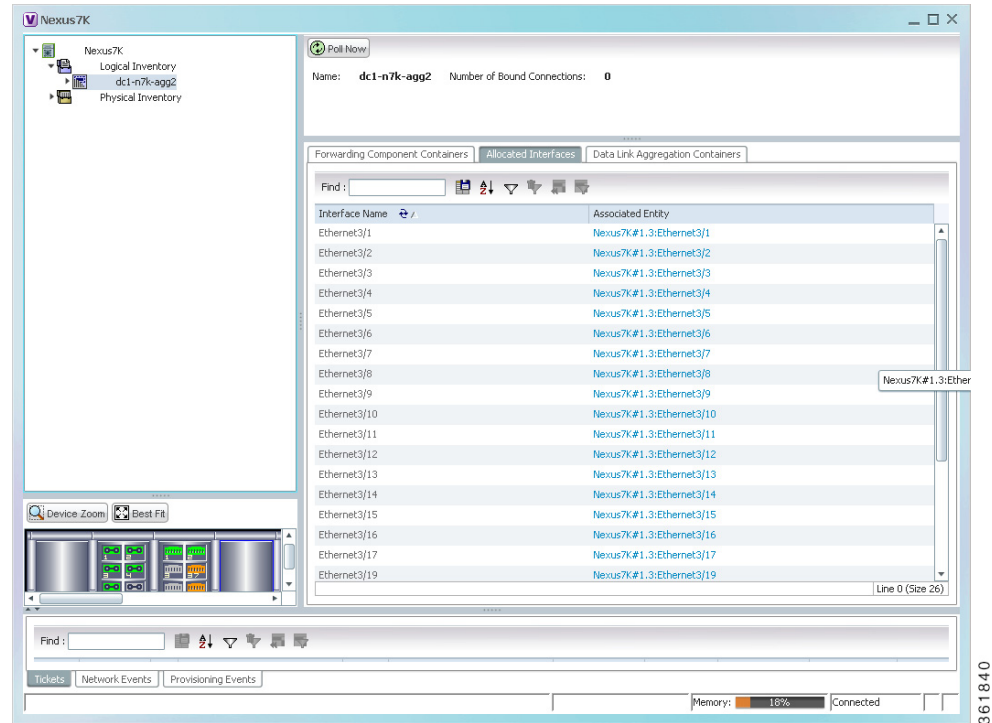 Nexus7K
Nexus7K
Logical Inventory
dc1-n7k-agg2
Physical Inventory
Poll Now
Name: dc1-n7k-agg2 Number of Bound Connections: 0
Forwarding Component Containers Allocated Interfaces Data Link Aggregation Containers
Find :
Interface Name Associated Entity
Ethernet3/1 Nexus7K#1.3:Ethernet3/1
Ethernet3/2 Nexus7K#1.3:Ethernet3/2
Ethernet3/3 Nexus7K#1.3:Ethernet3/3
Ethernet3/4 Nexus7K#1.3:Ethernet3/4
Ethernet3/5 Nexus7K#1.3:Ethernet3/5
Ethernet3/6 Nexus7K#1.3:Ethernet3/6
Ethernet3/7 Nexus7K#1.3:Ethernet3/7
Ethernet3/8 Nexus7K#1.3:Ethernet3/8
Nexus7K#1.3:Ether
Ethernet3/9 Nexus7K#1.3:Ethernet3/9
Ethernet3/10 Nexus7K#1.3:Ethernet3/10
Ethernet3/11 Nexus7K#1.3:Ethernet3/11
Ethernet3/12 Nexus7K#1.3:Ethernet3/12
Ethernet3/13 Nexus7K#1.3:Ethernet3/13
Ethernet3/14 Nexus7K#1.3:Ethernet3/14
Ethernet3/15 Nexus7K#1.3:Ethernet3/15
Ethernet3/16 Nexus7K#1.3:Ethernet3/16
Ethernet3/17 Nexus7K#1.3:Ethernet3/17
Ethernet3/19 Nexus7K#1.3:Ethernet3/19
Line 0 (Size 26)
Device Zoom Best Fit
Find :
Tickets Network Events Provisioning Events
Memory: 18% Connected
361840